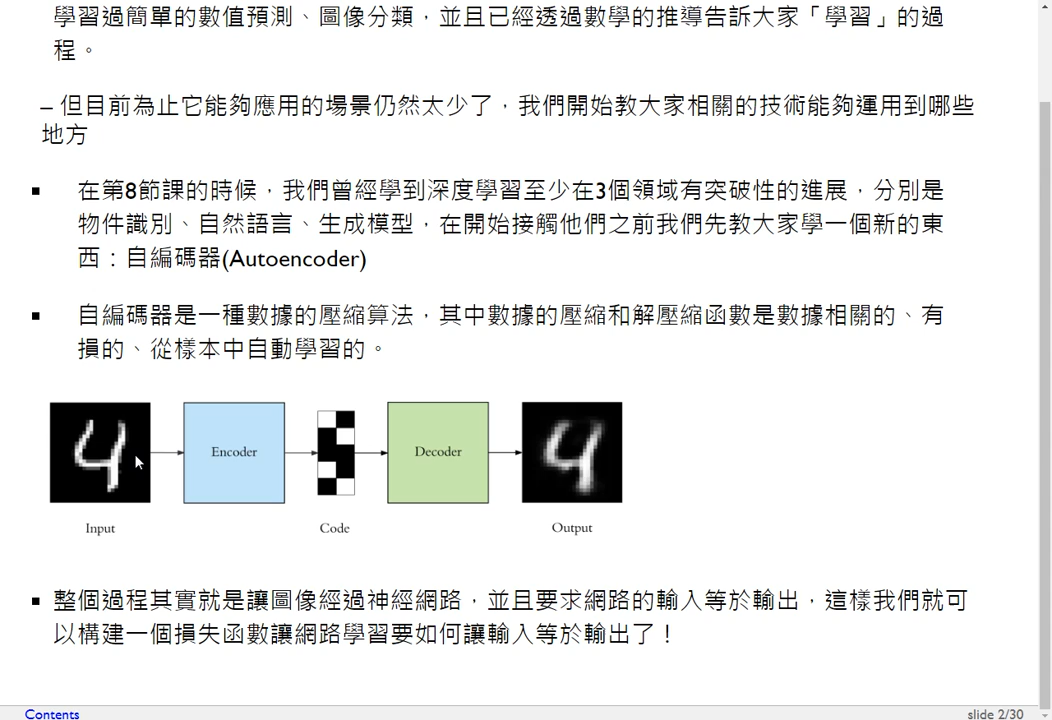 學習過簡單的數值預測、圖像分類，並且已經透過數學的推導告訴大家「學習」的過
程。
– 但目前為止它能夠應用的場景仍然太少了，我們開始教大家相關的技術能夠運用到哪些
地方
▪ 在第8節課的時候，我們曾經學到深度學習至少在3個領域有突破性的進展，分別是
物件識別、自然語言、生成模型，在開始接觸他們之前我們先教大家學一個新的東
西：自編碼器(Autoencoder)
▪ 自編碼器是一種數據的壓縮算法，其中數據的壓縮和解壓縮函數是數據相關的、有
損的、從樣本中自動學習的。
Encoder
Decoder
Input
Code
Output
▪ 整個過程其實就是讓圖像經過神經網路，並且要求網路的輸入等於輸出，這樣我們就可
以構建一個損失函數讓網路學習要如何讓輸入等於輸出了！
Contents
slide 2/30